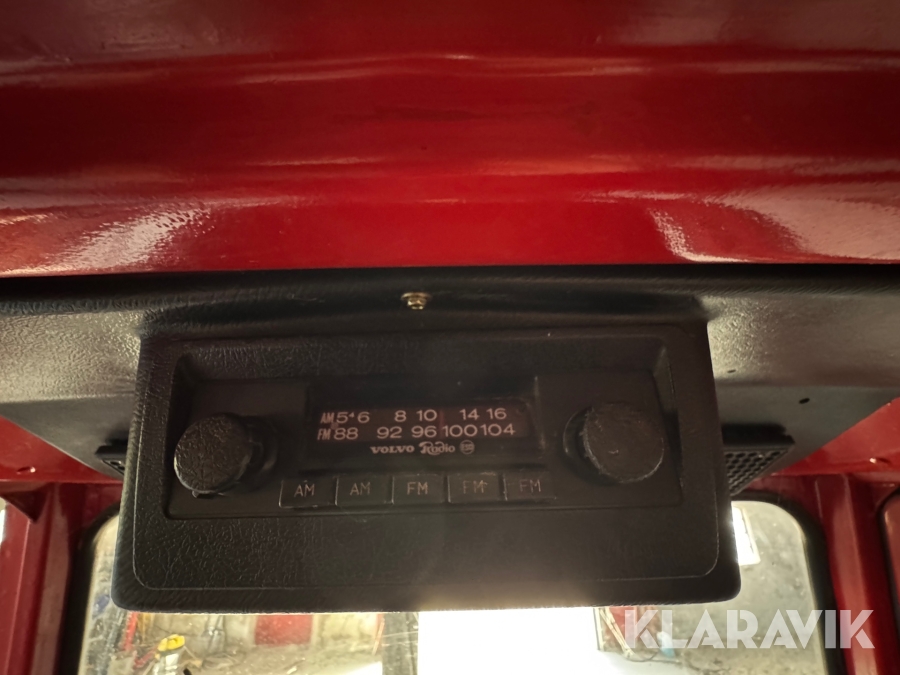 AM 5 6 8 10 14 16
FM 88 92 96 100 104
VOLVO Radio
AM AM FM FM FM
KLARAVIK